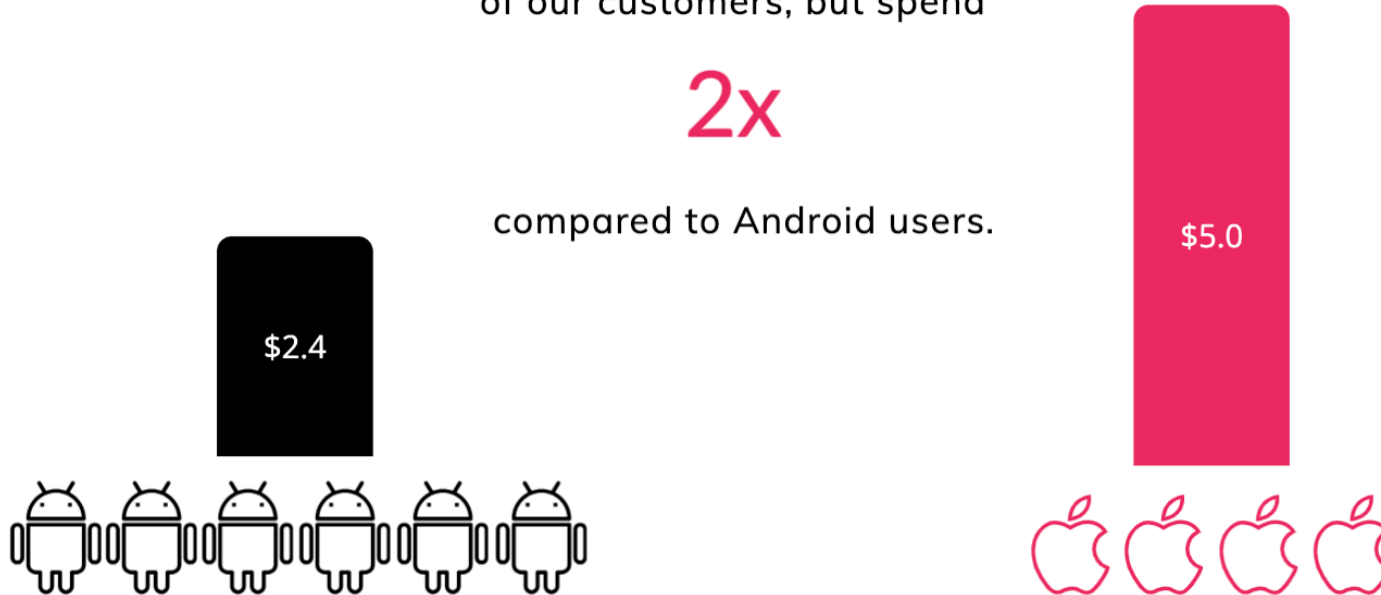 of our customers, but spend
2x
compared to Android users.
$5.0
$2.4